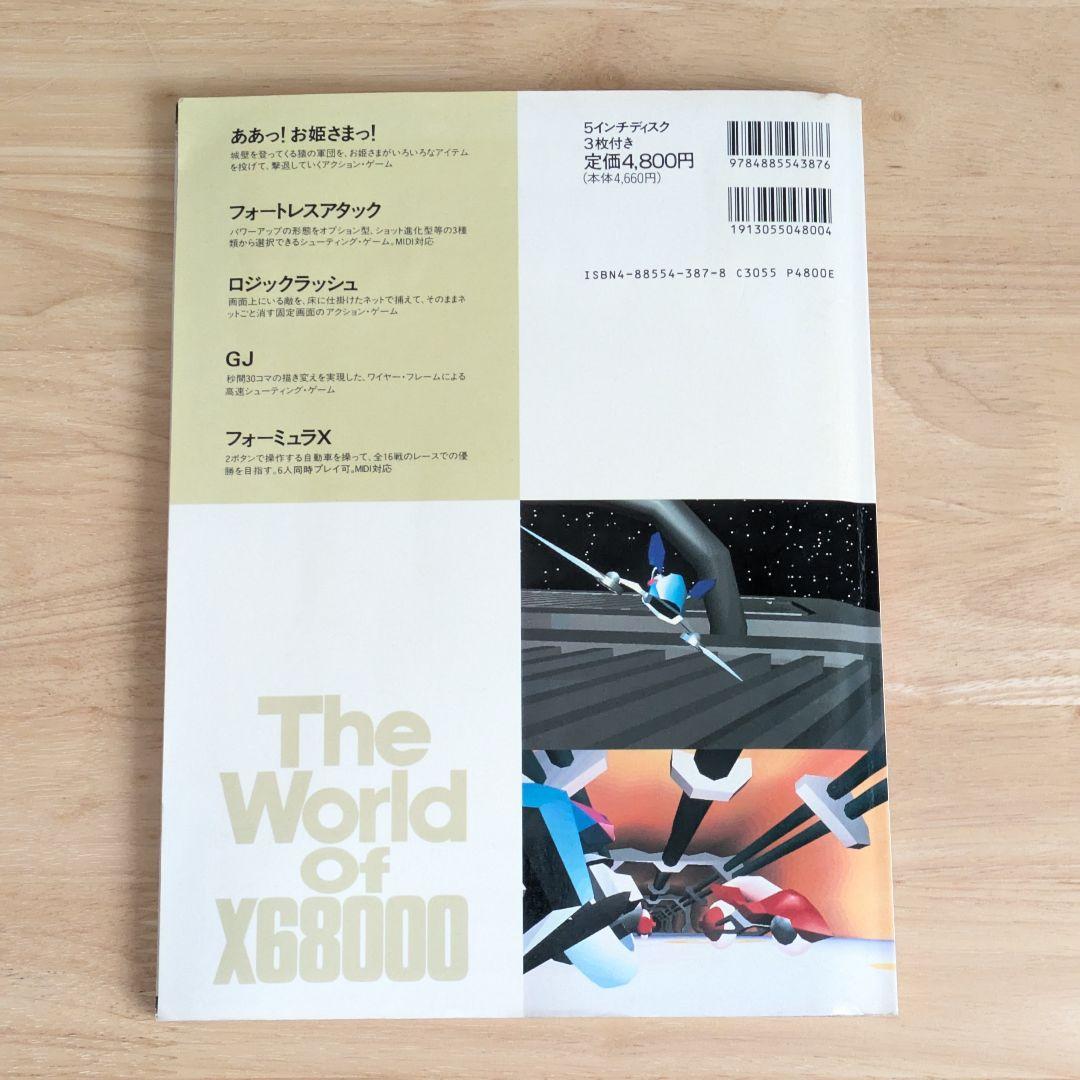 ああっ!お姫さまっ!
城壁を登ってくる猿の軍団を、お姫さまがいろいろなアイテム
を投げて、撃退していくアクション・ゲーム
フォートレスアタック
パワーアップの形態をオプション型、ショット進化型等の3種
類から選択できるシューティング・ゲーム。MIDI対応
ロジックラッシュ
画面上にいる敵を、床に仕掛けたネットで捕えて、そのままネ
ットごと消す固定画面のアクション・ゲーム
GJ
秒間30コマの描き変えを実現した、ワイヤー・フレームによる
高速シューティング・ゲーム
フォーミュラX
2ボタンで操作する自動車を操って、全16戦のレースでの優
勝を目指す。6人同時プレイ可。MIDI対応
5インチディスク
3枚付き
定価4,800円
(本体4,660円)
9784885543876
1913055048004
ISBN4-88554-387-8 C3055 P4800E
The
World
Of
X68000